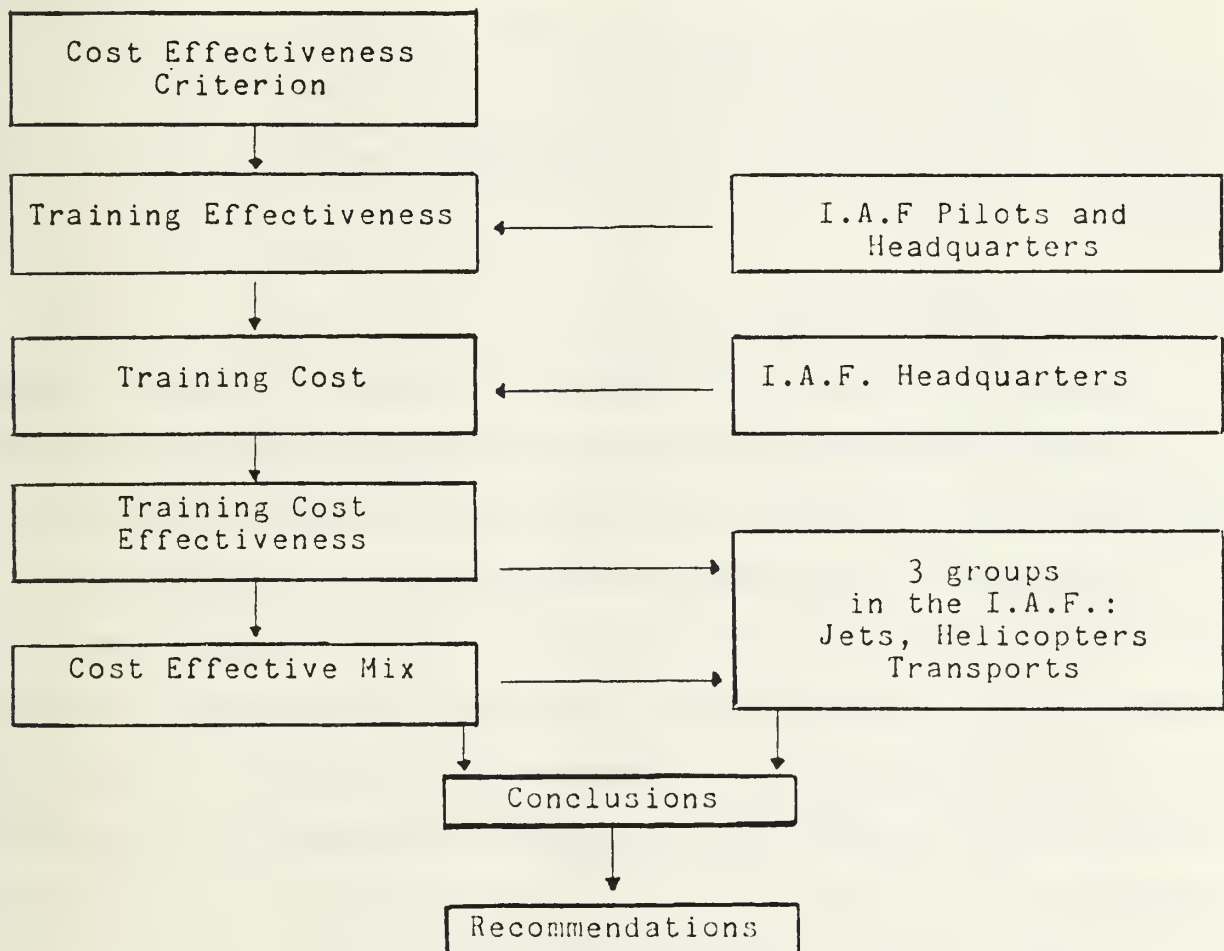 Cost Effectiveness
Criterion
Training Effectiveness
I.A.F Pilots and
Headquarters
Training Cost
I.A.F. Headquarters
Training Cost
Effectiveness
3 groups
in the I.A.F.:
Jets, Helicopters
Transports
Cost Effective Mix
Conclusions
Recommendations